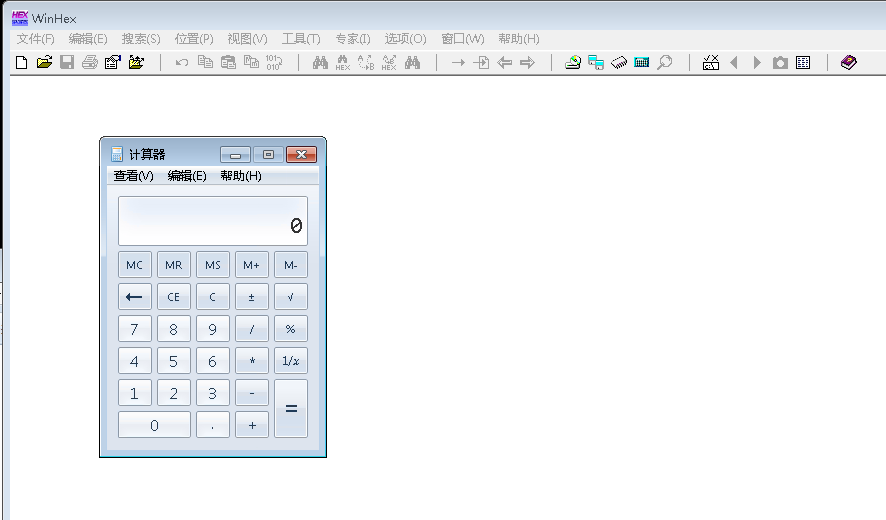 WinHex
文件(F) 编辑(E) 搜索(S) 位置(P) 视图(V) 工具(T) 专家(I) 选项(O) 窗口(W) 帮助(H)
计算器
查看(V) 编辑(E) 帮助(H)
0
MC MR MS M+ M-
← CE C ± √
7 8 9 / %
4 5 6 * 1/x
1 2 3 - =
0 . +